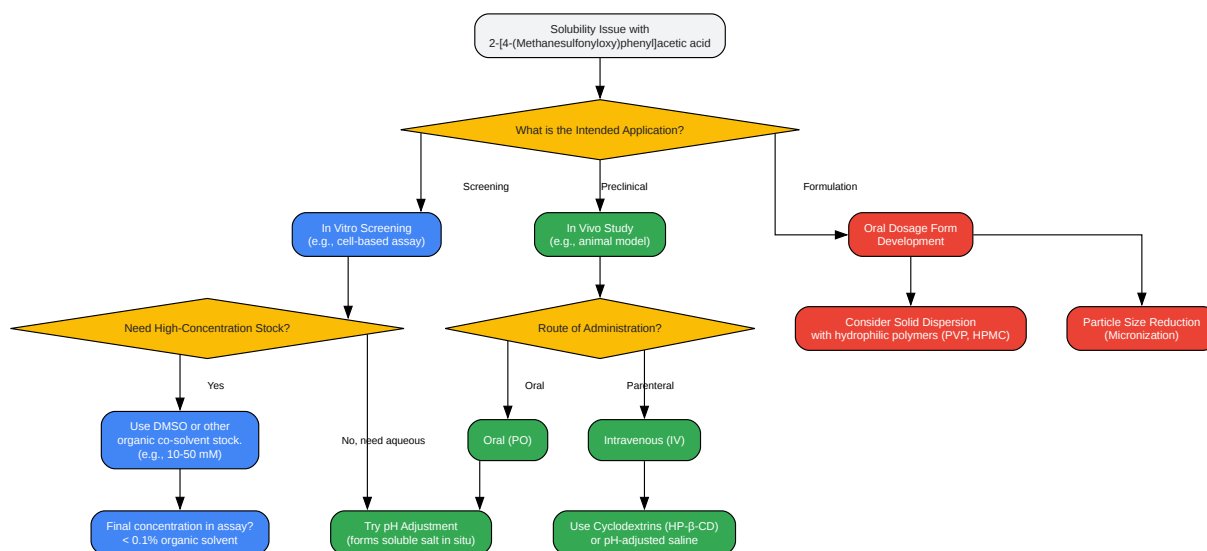 Solubility Issue with
2-[4-(Methanesulfonyloxy)phenyl]acetic acid
What is the Intended Application?
Screening
Preclinical
Formulation
In Vitro Screening
(e.g., cell-based assay)
In Vivo Study
(e.g., animal model)
Oral Dosage Form
Development
Need High-Concentration Stock?
Route of Administration?
Consider Solid Dispersion
with hydrophilic polymers (PVP, HPMC)
Particle Size Reduction
(Micronization)
Yes
Oral
Parenteral
Use DMSO or other
organic co-solvent stock.
(e.g., 10-50 mM)
No, need aqueous
Oral (PO)
Intravenous (IV)
Final concentration in assay?
< 0.1% organic solvent
Try pH Adjustment
(forms soluble salt in situ)
Use Cyclodextrins (HP-β-CD)
or pH-adjusted saline